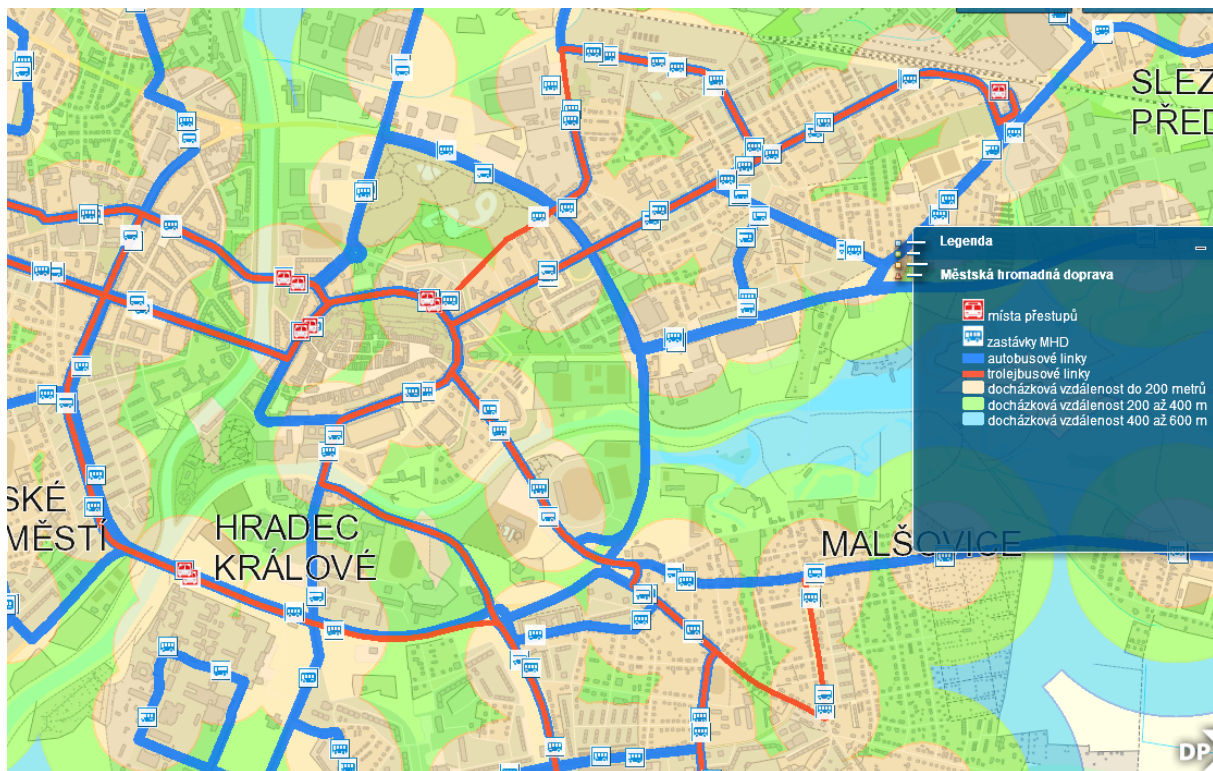 SLEZ
PŘED
Legenda
Městská hromadná doprava
místa přestupů
zastávky MHD
autobusové linky
trolejbusové linky
docházková vzdálenost do 200 metrů
docházková vzdálenost 200 až 400 m
docházková vzdálenost 400 až 600 m
SKÉ
MĚSTÍ
HRADEC
KRÁLOVÉ
MALŠOVICE
DP